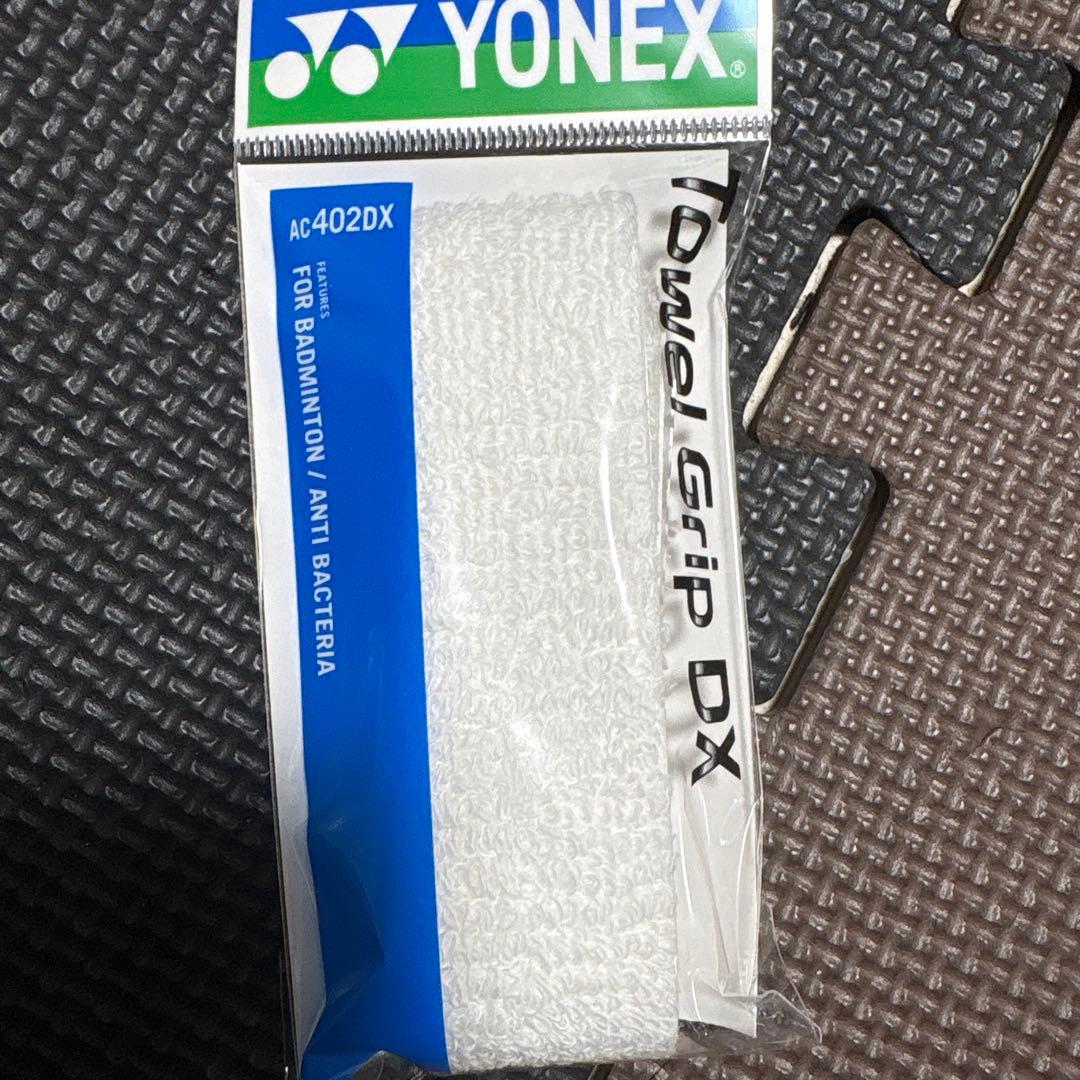 YONEX®
AC402DX
FEATURES
FOR BADMINTON / ANTI BACTERIA
Towel Grip DX